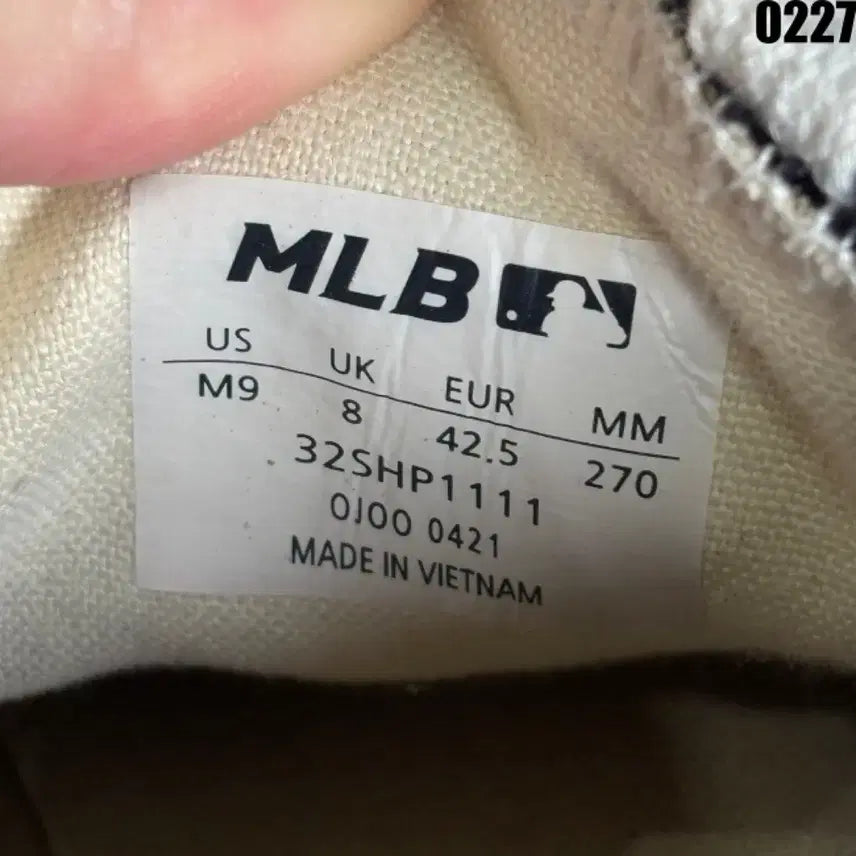 0227
MLB
US UK EUR MM
M9 8 42.5 270
32SHP1111
0J00 0421
MADE IN VIETNAM